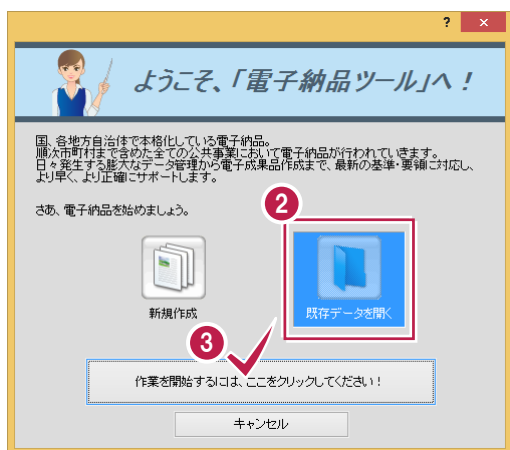 ? ×
ようこそ、「電子納品ツール」へ！
国、各地方自治体で本格化している電子納品。
順次市町村まで含めた全ての公共事業において電子納品が行われていきます。
日々発生する膨大なデータ管理から電子成果品作成まで、最新の基準・要領に対応し、
より早く、より正確にサポートします。
さあ、電子納品を始めましょう。
2
新規作成
既存データを開く
3
作業を開始するには、ここをクリックしてください！
キャンセル